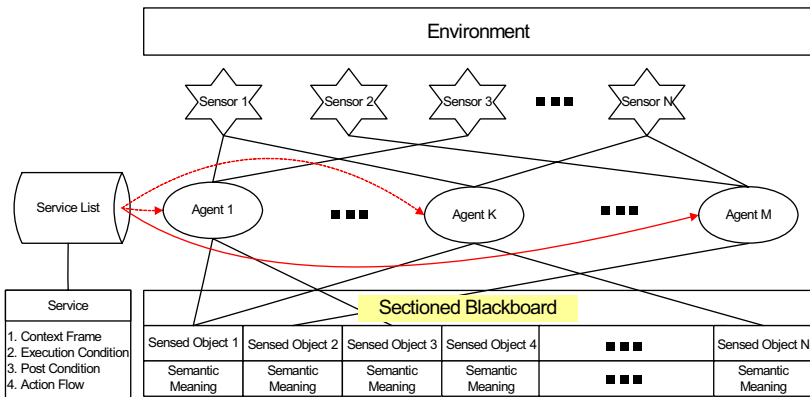 Environment
Sensor 1
Sensor 2
Sensor 3
Sensor N
Service List
Agent 1
Agent K
Agent M
Service
1. Context Frame
2. Execution Condition
3. Post Condition
4. Action Flow
Sectioned Blackboard
Sensed Object 1
Sensed Object 2
Sensed Object 3
Sensed Object 4
Sensed Object N
Semantic
Meaning
Semantic
Meaning
Semantic
Meaning
Semantic
Meaning
Semantic
Meaning